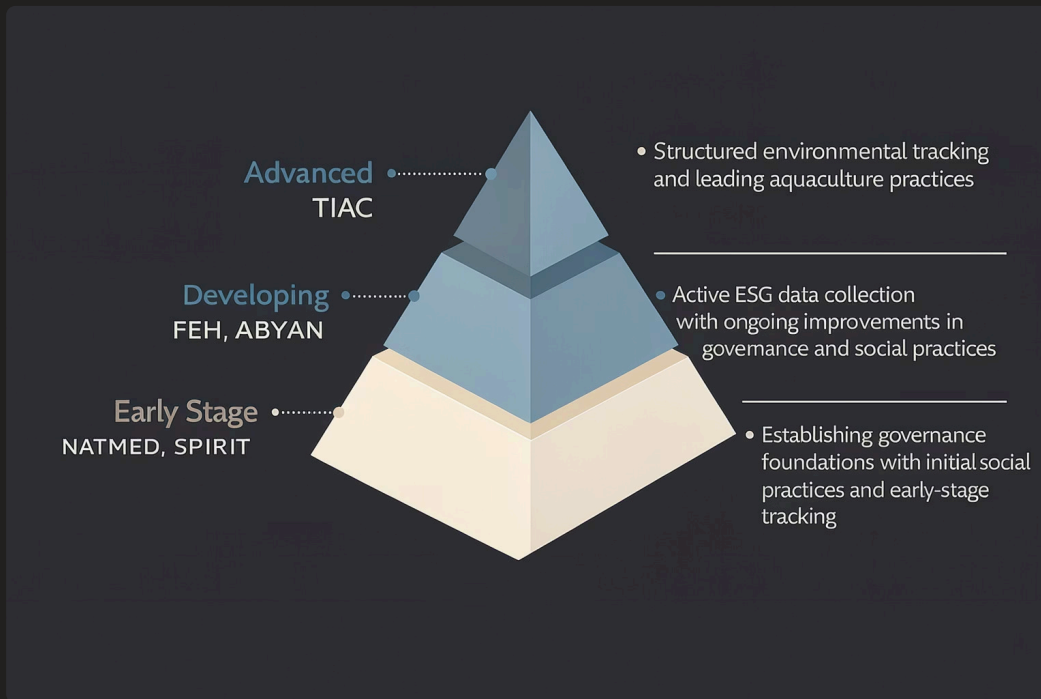 Advanced
TIAC
Structured environmental tracking
and leading aquaculture practices
Developing
FEH, ABYAN
Active ESG data collection
with ongoing improvements in
governance and social practices
Early Stage
NATMED, SPIRIT
Establishing governance
foundations with initial social
practices and early-stage
tracking